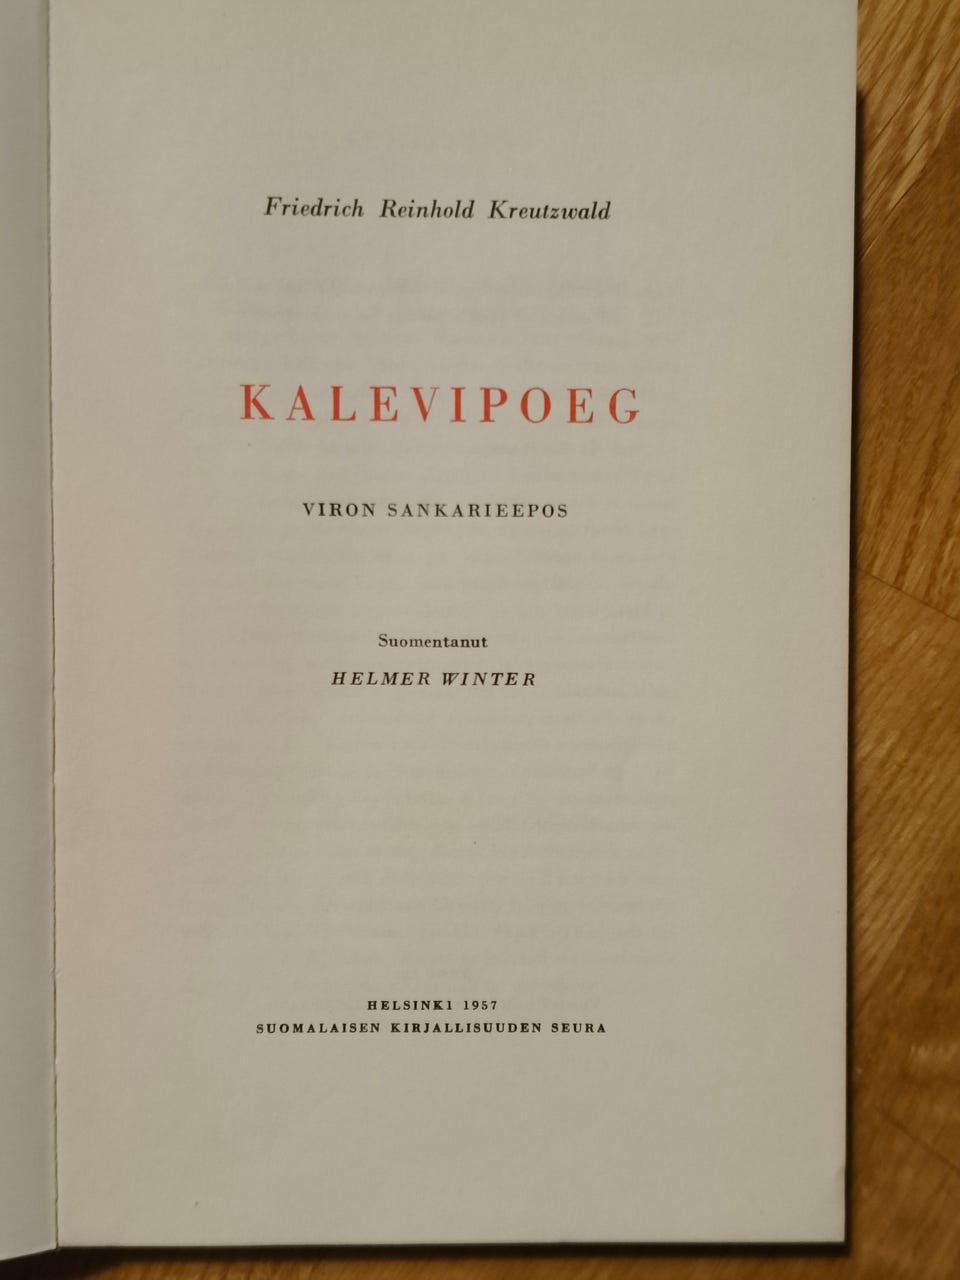 Friedrich Reinhold Kreutzwald
KALEVIPOEG
VIRON SANKARIEEPOS
Suomentanut
HELMER WINTER
HELSINKI 1957
SUOMALAISEN KIRJALLISUUDEN SEURA